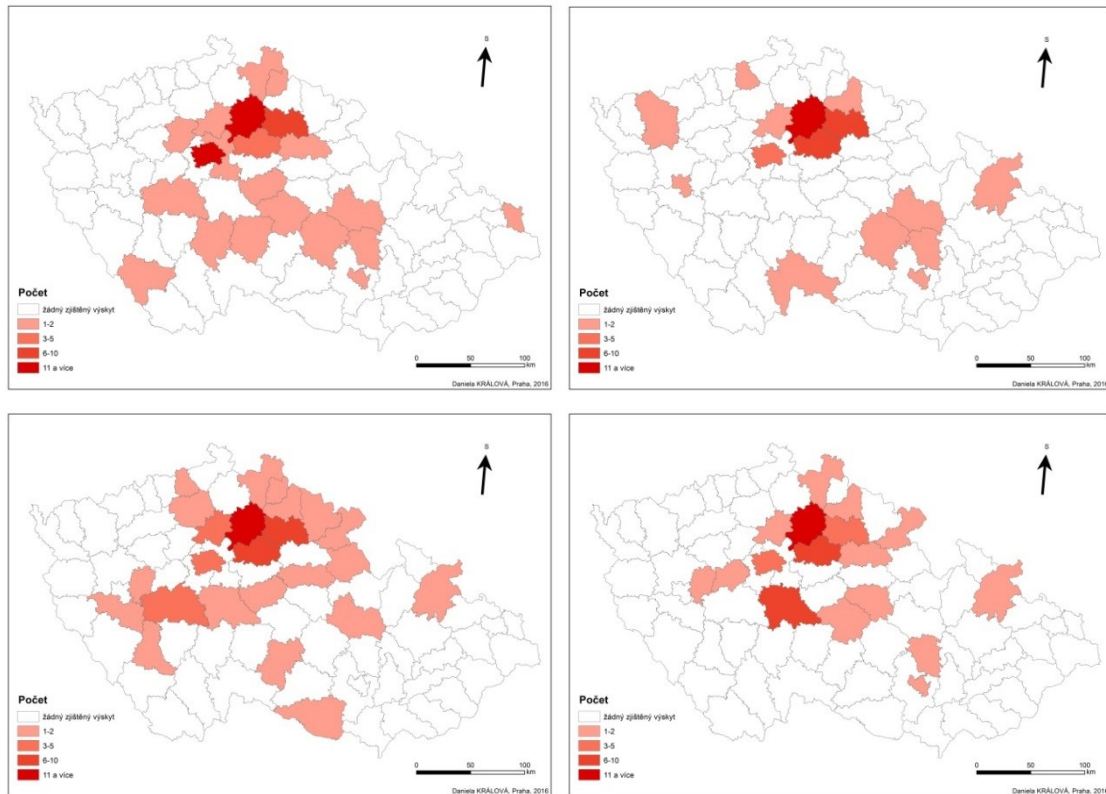 S
Počet
žádný zjištěný výskyt
1-2
3-5
6-10
11 a více
0 50 100
km
Daniela KRÁLOVÁ, Praha, 2016
S
Počet
žádný zjištěný výskyt
1-2
3-5
6-10
11 a více
0 50 100
km
Daniela KRÁLOVÁ, Praha, 2016
S
Počet
žádný zjištěný výskyt
1-2
3-5
6-10
11 a více
0 50 100
km
Daniela KRÁLOVÁ, Praha, 2016
S
Počet
žádný zjištěný výskyt
1-2
3-5
6-10
11 a více
0 50 100
km
Daniela KRÁLOVÁ, Praha, 2016